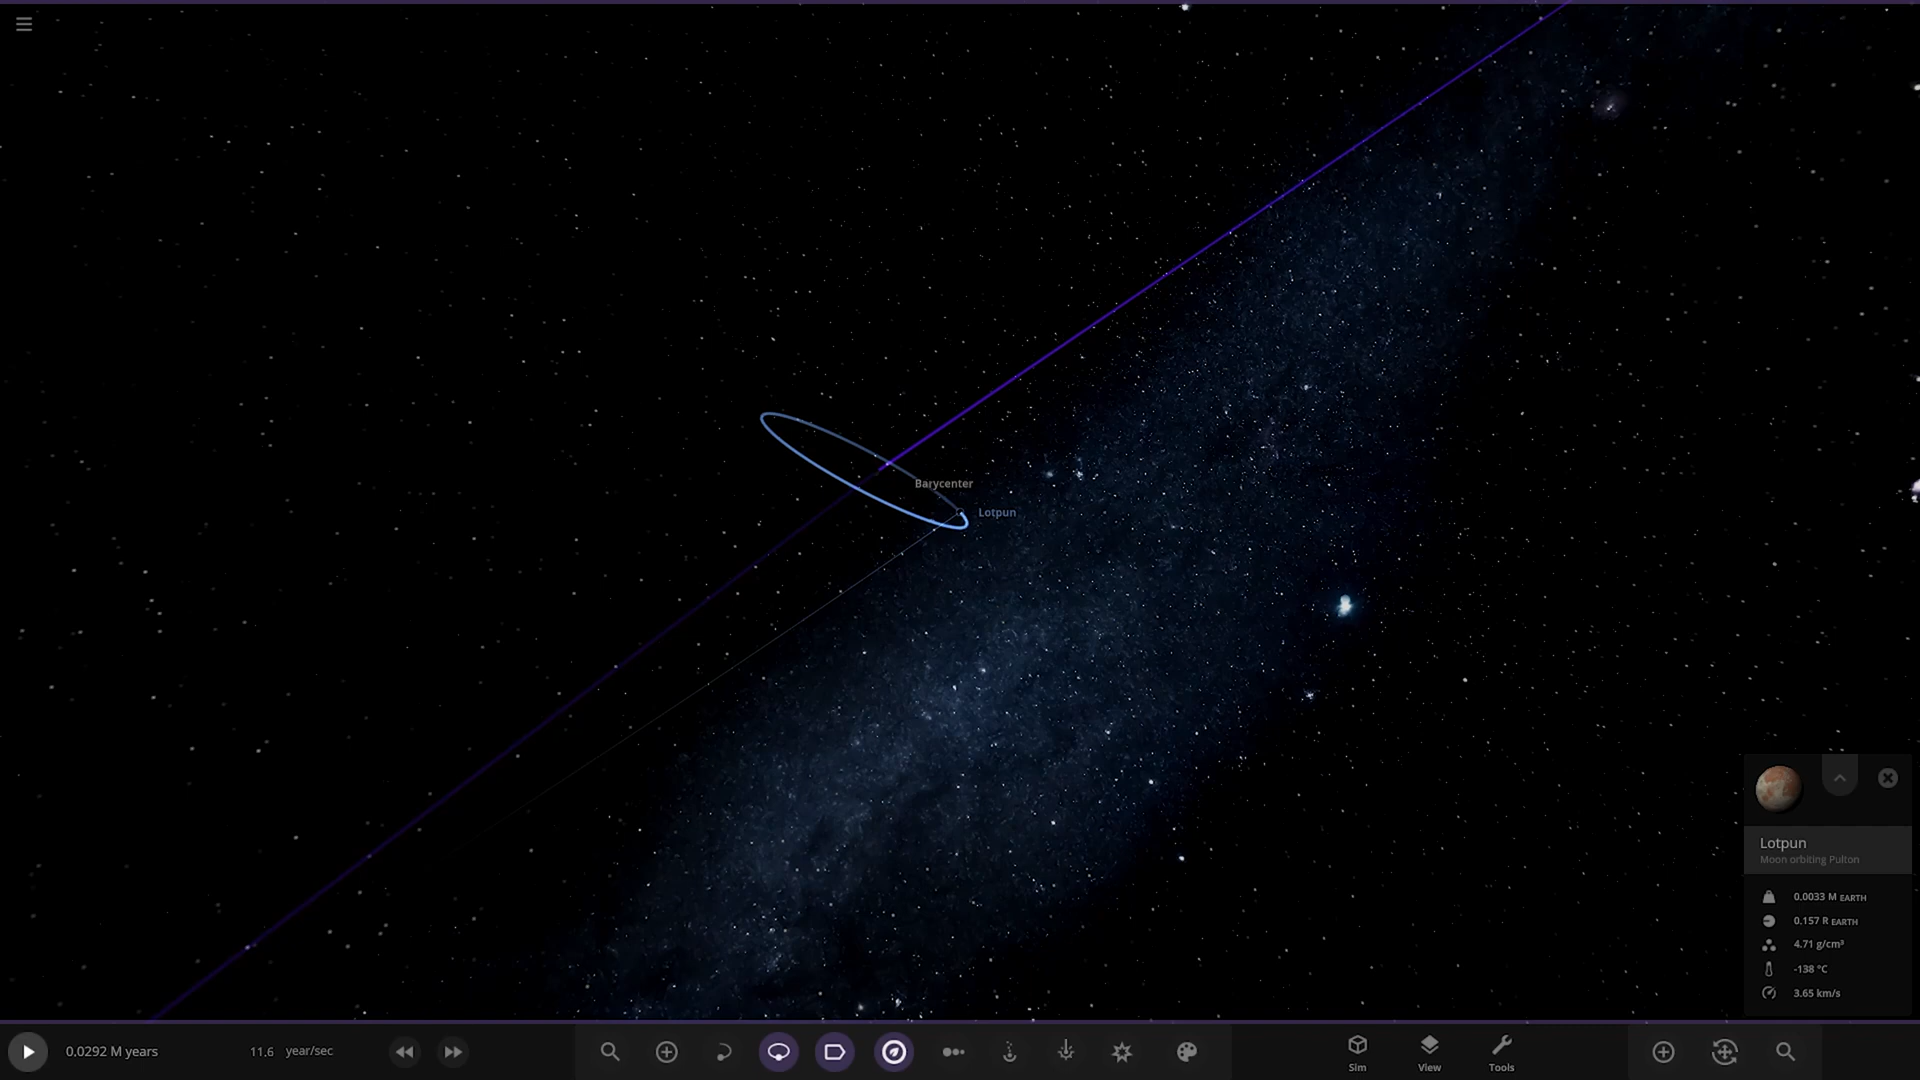 Barycenter
Lotpun
Lotpun
Moon orbiting Pulton
0.0033 M EARTH
0.157 R EARTH
4.71 g/cm³
-138 °C
3.65 km/s
0.0292 M years
11.6 year/sec
Sim
View
Tools